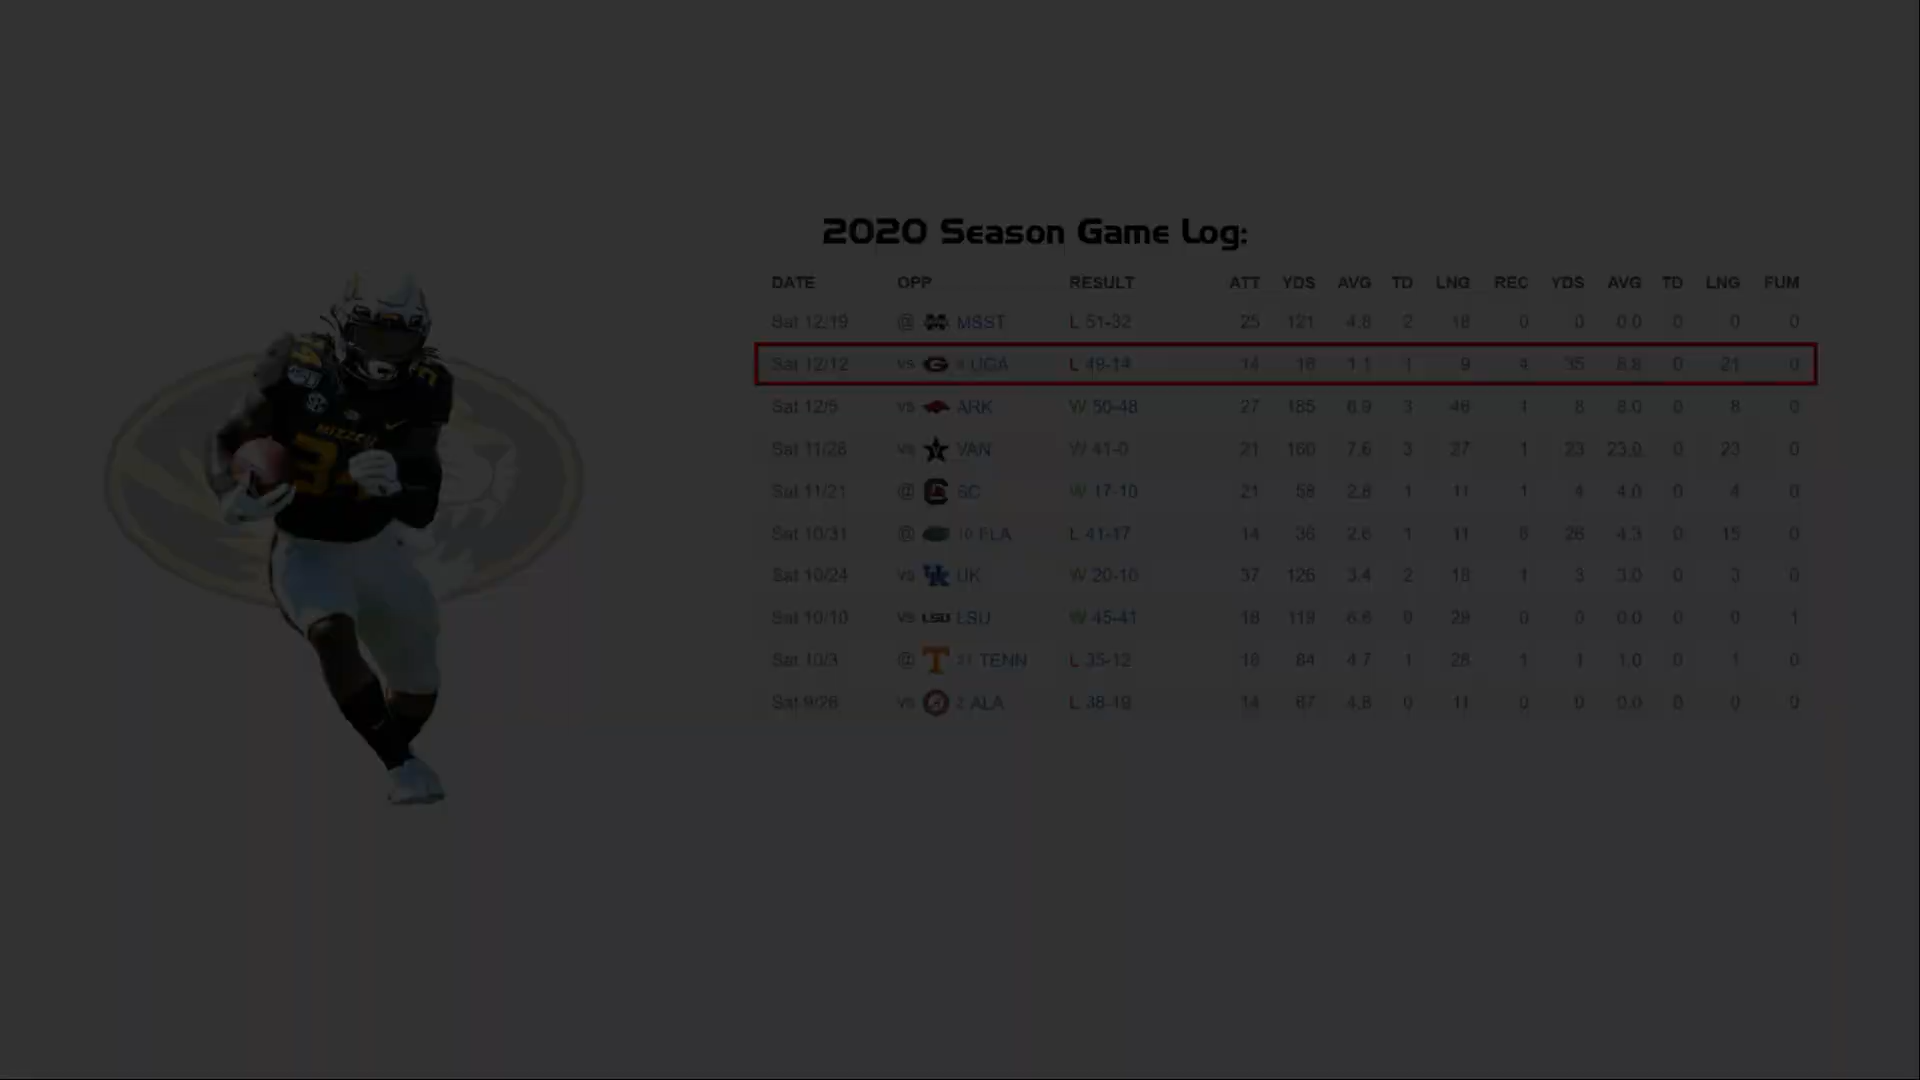 2020 Season Game Log:
DATE OPP RESULT ATT YDS AVG TD LNG REC YDS AVG TD LNG FUM
Sat 12/19 @ MSST L 51-32 25 121 4.8 2 18 0 0 0.0 0 0 0
Sat 12/12 vs UGA L 49-14 14 16 1.1 1 9 4 35 8.8 0 21 0
Sat 12/5 vs ARK W 50-48 27 185 6.9 3 46 1 8 8.0 0 8 0
Sat 11/28 vs VAN W 41-0 21 160 7.6 3 27 1 23 23.0 0 23 0
Sat 11/21 @ SC W 17-10 21 58 2.8 1 11 1 4 4.0 0 4 0
Sat 10/31 @ 10 FLA L 41-17 14 36 2.6 1 11 6 26 4.3 0 15 0
Sat 10/24 vs UK W 20-10 37 126 3.4 2 18 1 3 3.0 0 3 0
Sat 10/10 vs LSU LSU W 45-41 18 119 6.6 0 29 0 0 0.0 0 0 1
Sat 10/3 @ T 21 TENN L 35-12 18 84 4.7 1 28 1 1 1.0 0 1 0
Sat 9/26 vs 2 ALA L 38-19 14 67 4.8 0 11 0 0 0.0 0 0 0
MIZZOU
34